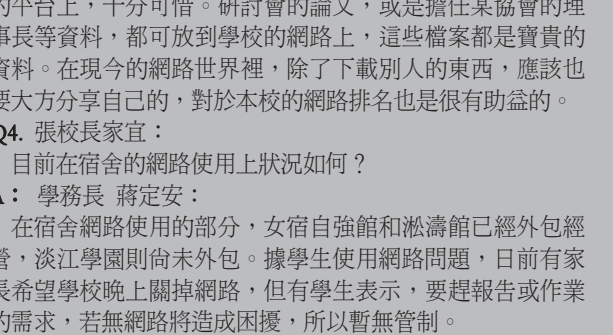 的平台上，十分可惜。研討會的論文，或是擔任某協會的理
事長等資料，都可放到學校的網路上，這些檔案都是寶貴的
資料。在現今的網路世界裡，除了下載別人的東西，應該也
要大方分享自己的，對於本校的網路排名也是很有助益的。
Q4. 張校長家宜：
目前在宿舍的網路使用上狀況如何？
A： 學務長 蔣定安：
在宿舍網路使用的部分，女宿自強館和淞濤館已經外包經
營，淡江學園則尚未外包。據學生使用網路問題，日前有家
長希望學校晚上關掉網路，但有學生表示，要趕報告或作業
的需求，若無網路將造成困擾，所以暫無管制。